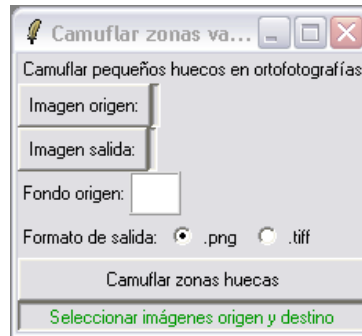 Camuflar zonas va...
Camuflar pequeños huecos en ortofotografías
Imagen origen:
Imagen salida:
Fondo origen:
Formato de salida: .png .tiff
Camuflar zonas huecas
Seleccionar imágenes origen y destino